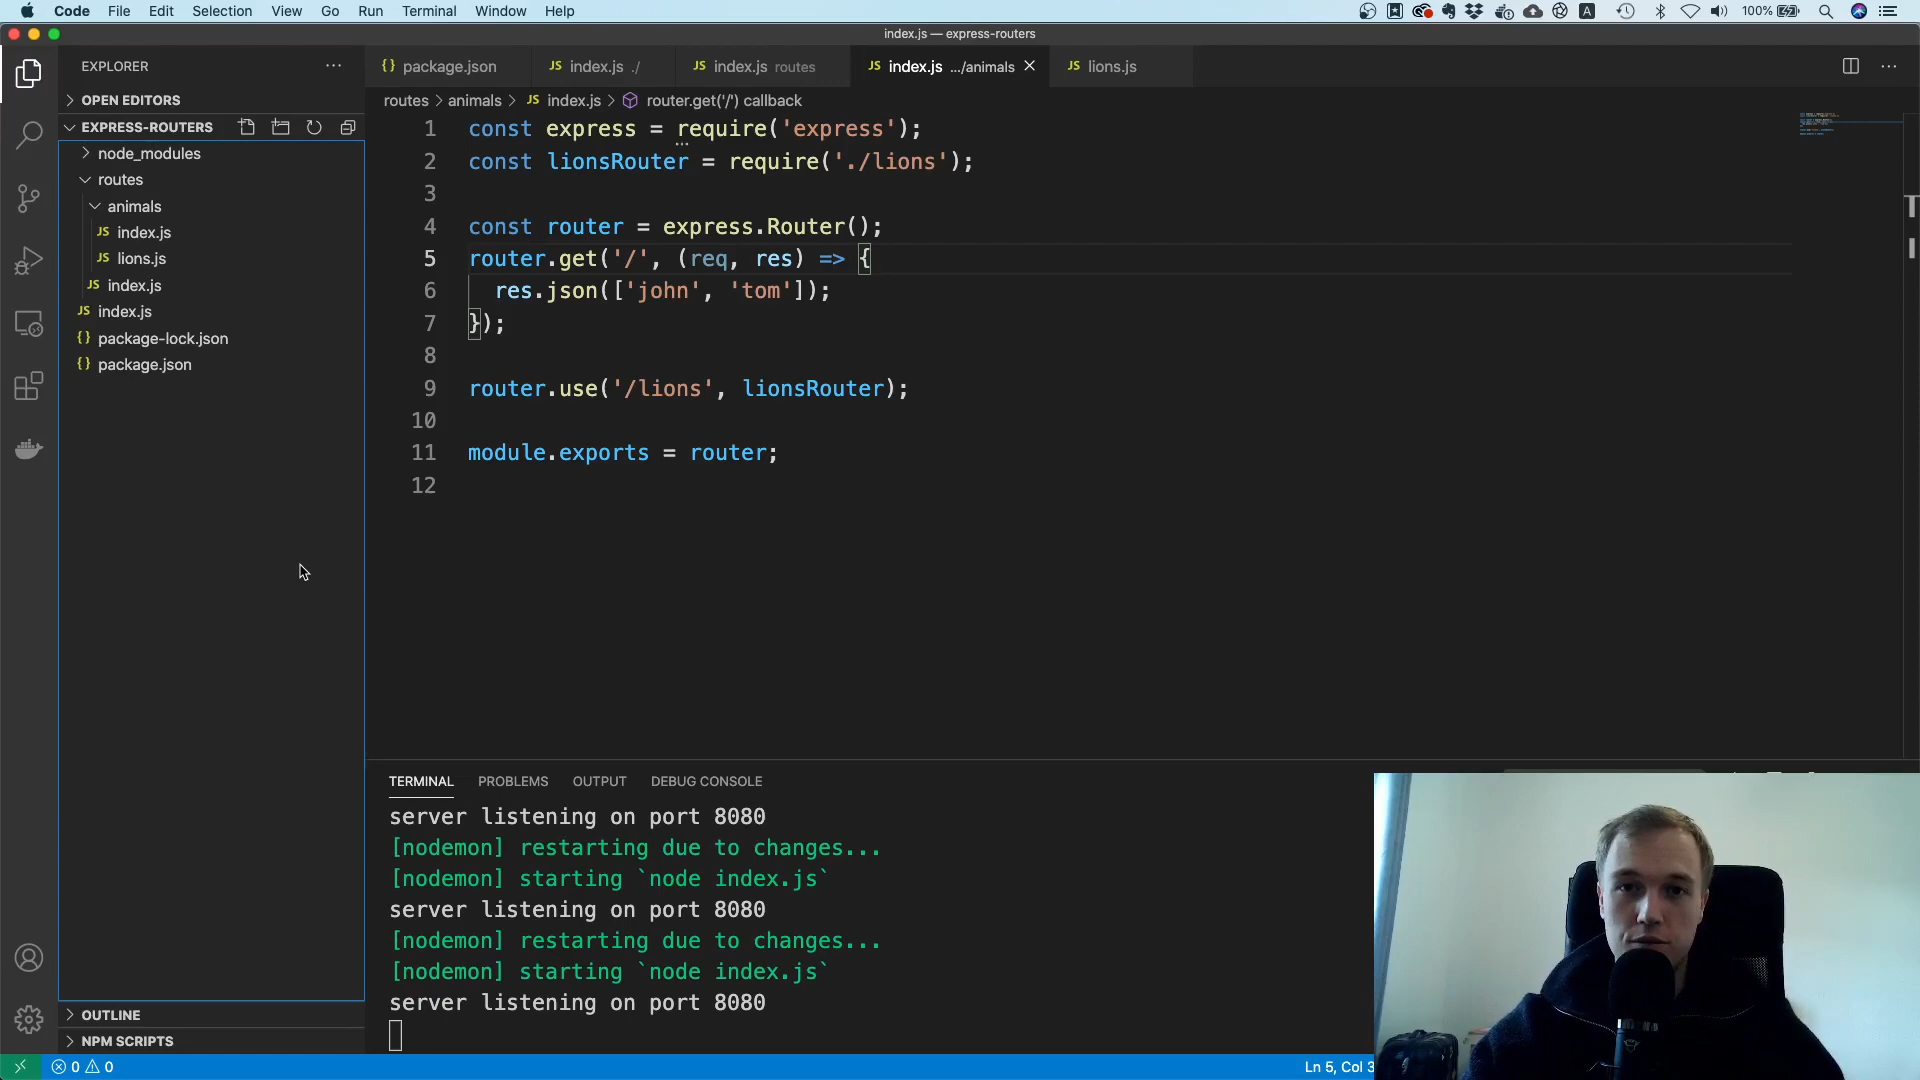 Code File Edit Selection View Go Run Terminal Window Help A 100%
index.js — express-routers
EXPLORER
package.json index.js ./ index.js routes index.js .../animals lions.js
OPEN EDITORS
routes > animals > JS index.js > router.get('/') callback
EXPRESS-ROUTERS
node_modules
routes
animals
JS index.js
JS lions.js
JS index.js
JS index.js
{} package-lock.json
{} package.json
OUTLINE
NPM SCRIPTS
1 const express = require('express');
2 const lionsRouter = require('./lions');
3
4 const router = express.Router();
5 router.get('/', (req, res) => {
6 res.json(['john', 'tom']);
7 });
8
9 router.use('/lions', lionsRouter);
10
11 module.exports = router;
12
TERMINAL PROBLEMS OUTPUT DEBUG CONSOLE
server listening on port 8080
[nodemon] restarting due to changes...
[nodemon] starting `node index.js`
server listening on port 8080
[nodemon] restarting due to changes...
[nodemon] starting `node index.js`
server listening on port 8080
0 0 Ln 5, Col 3